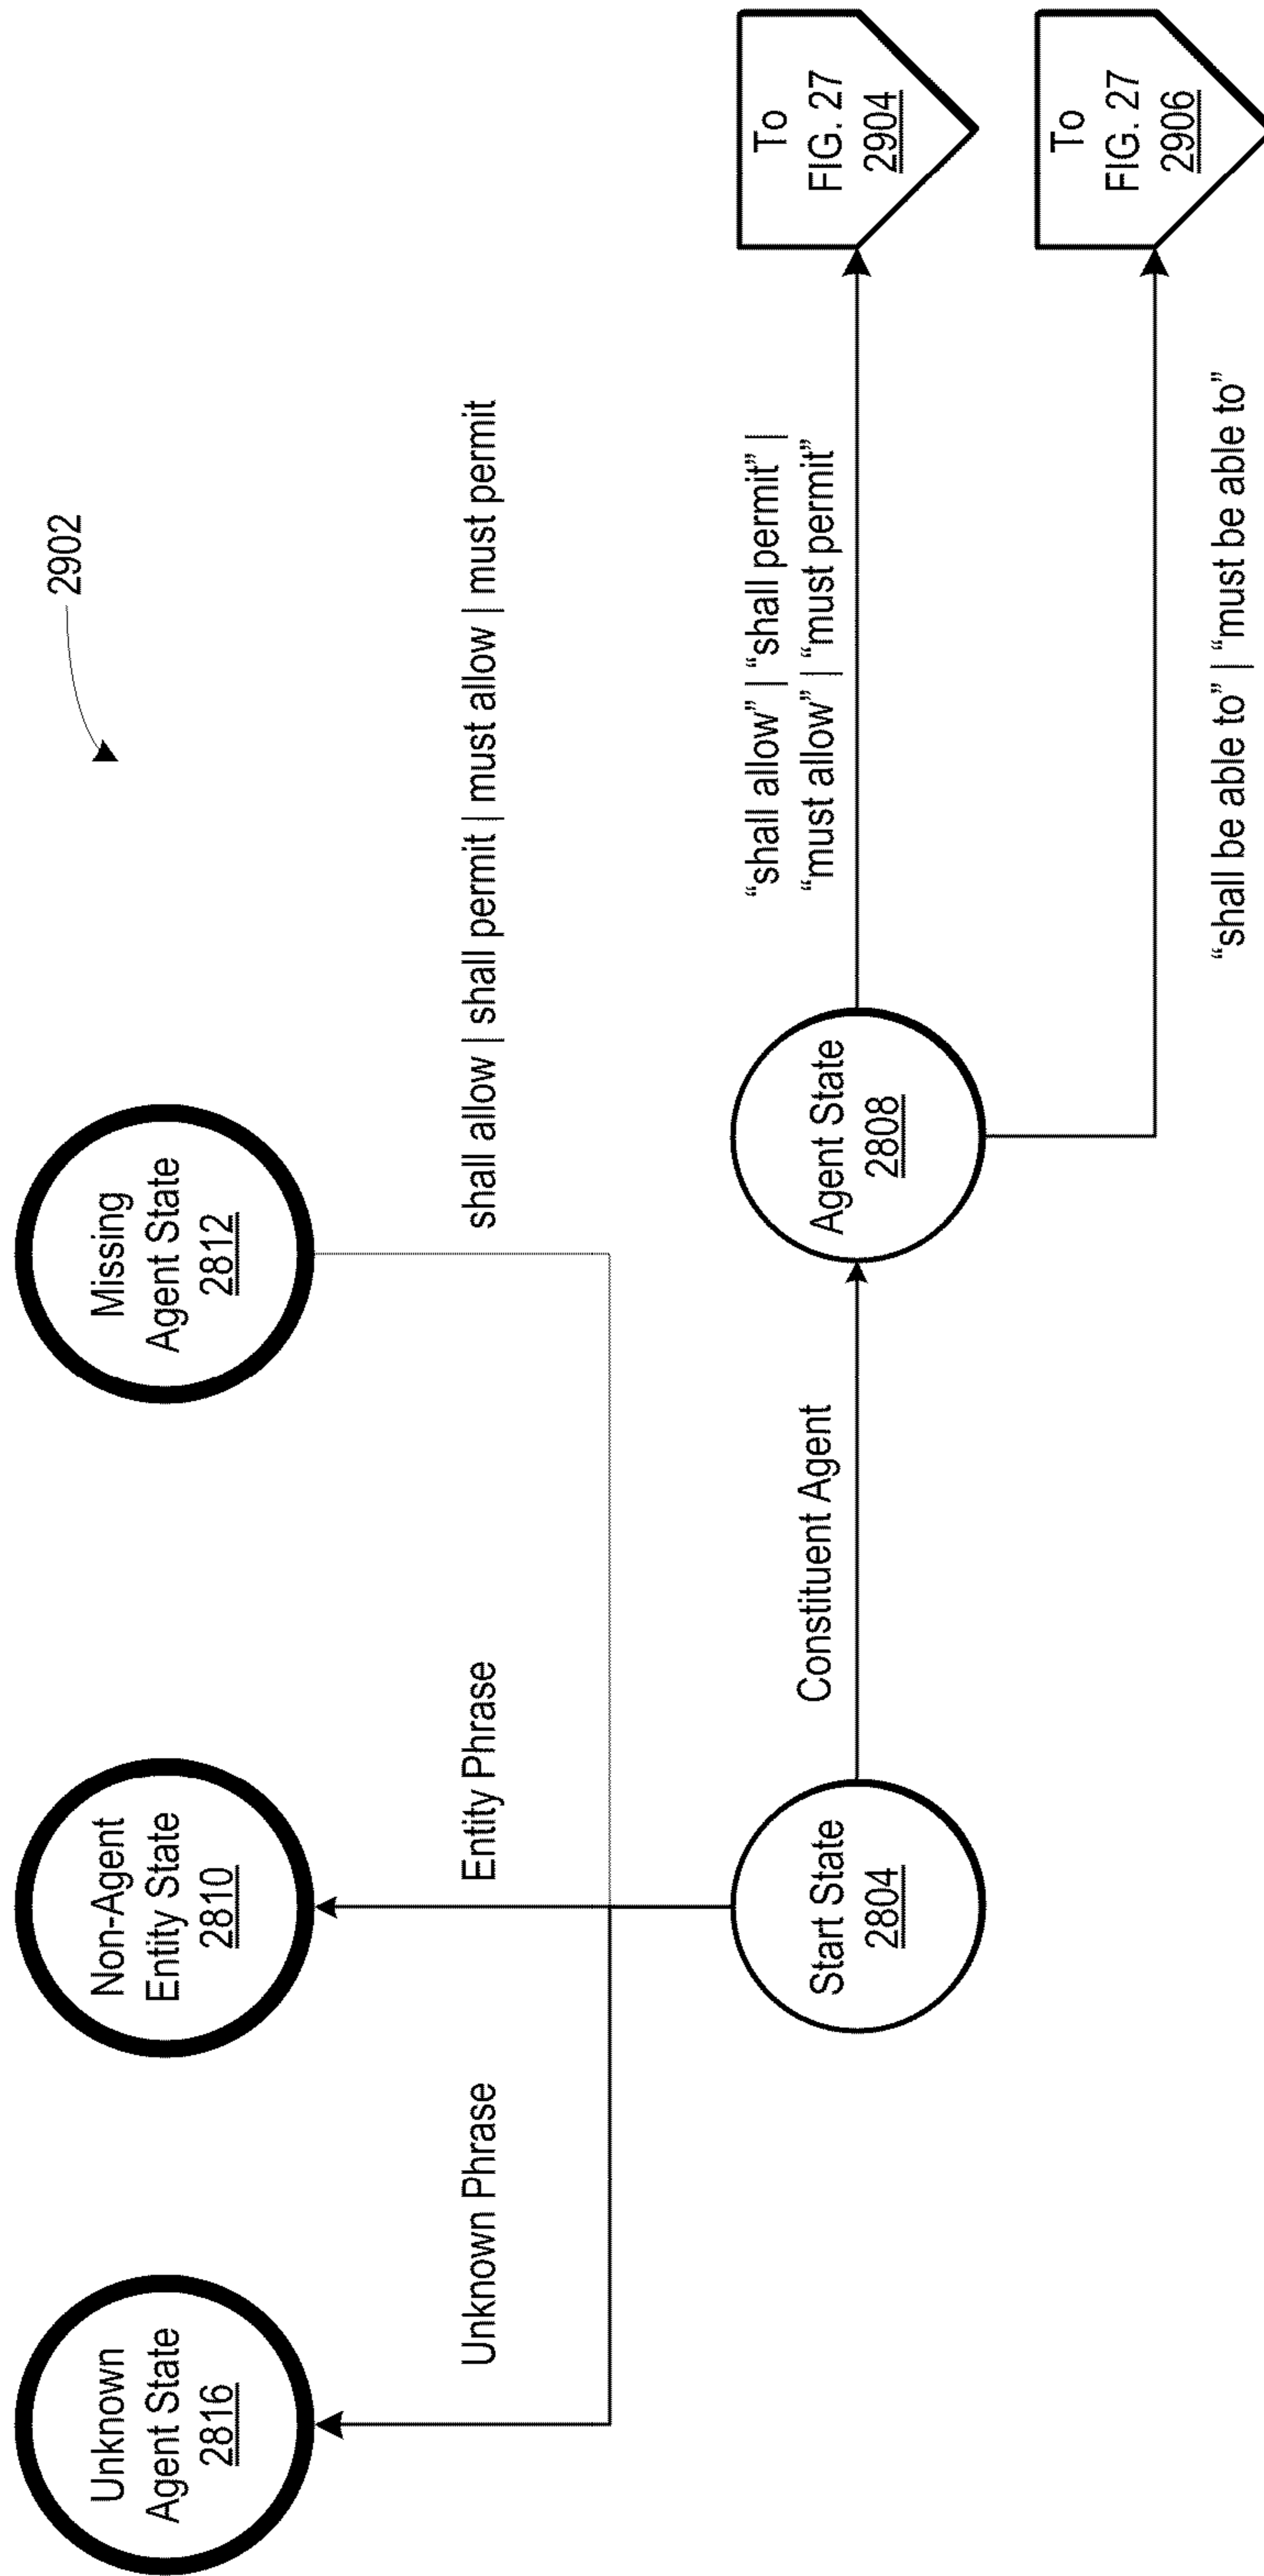 2902
Unknown
Agent State
2816
Non-Agent
Entity State
2810
Missing
Agent State
2812
Unknown Phrase
Entity Phrase
shall allow | shall permit | must allow | must permit
Start State
2804
Constituent Agent
Agent State
2808
“shall allow” | “shall permit” |
“must allow” | “must permit”
To
FIG. 27
2904
“shall be able to” | “must be able to”
To
FIG. 27
2906